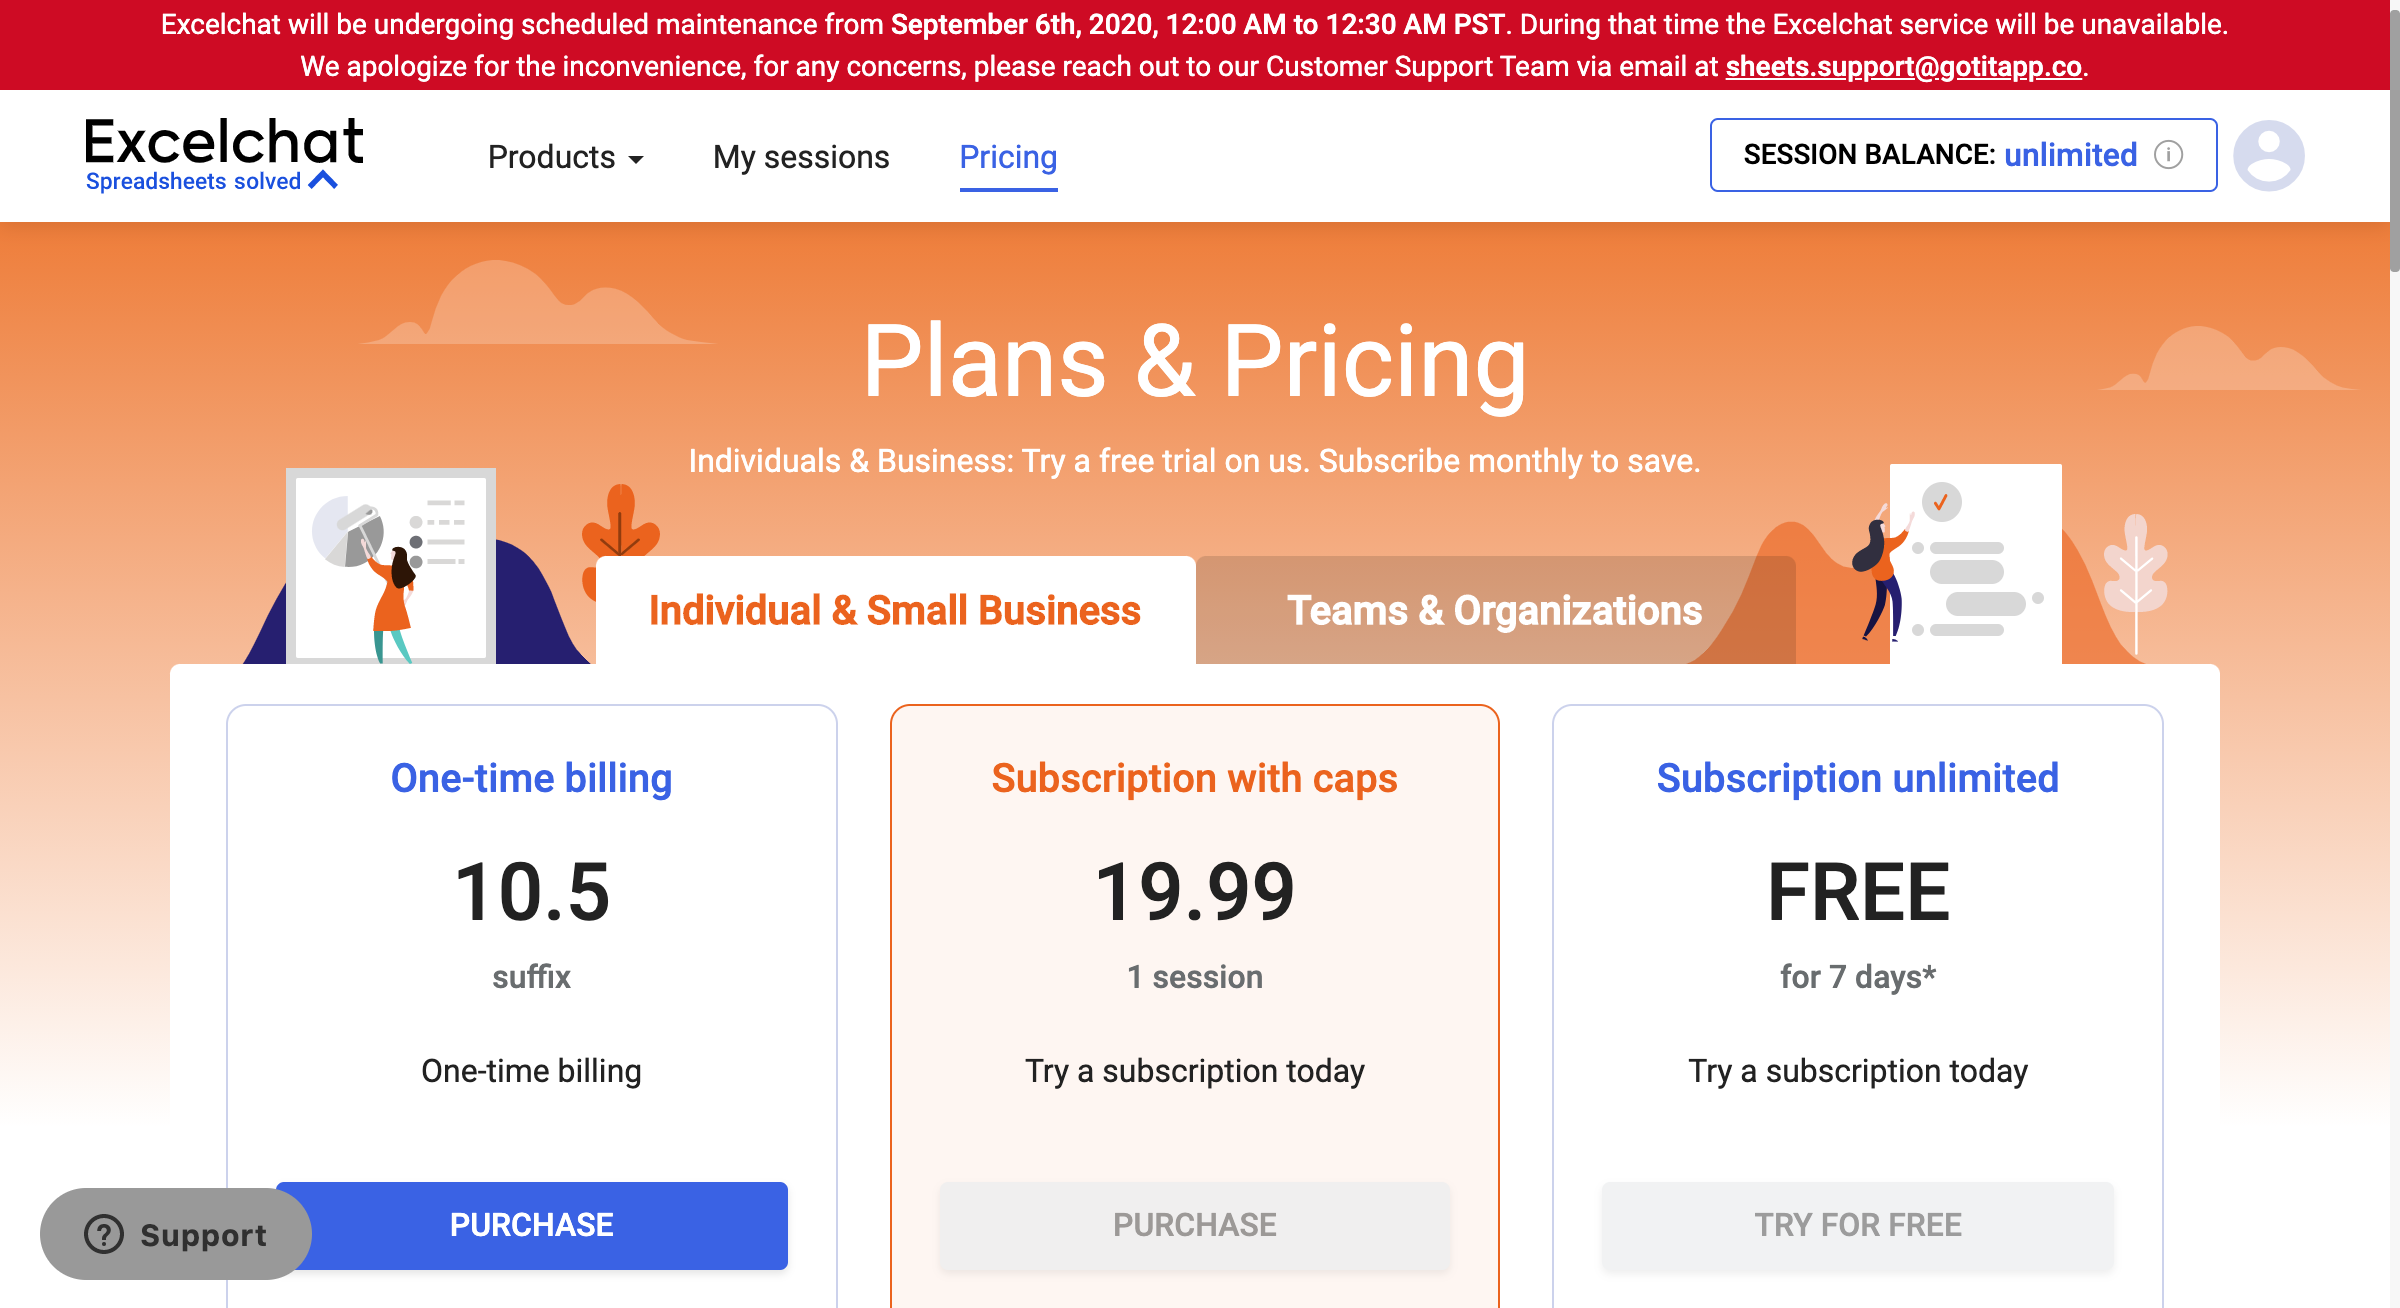 Excelchat will be undergoing scheduled maintenance from September 6th, 2020, 12:00 AM to 12:30 AM PST. During that time the Excelchat service will be unavailable.
We apologize for the inconvenience, for any concerns, please reach out to our Customer Support Team via email at sheets.support@gotitapp.co.
Excelchat
Spreadsheets solved
Products
My sessions
Pricing
SESSION BALANCE: unlimited
Plans & Pricing
Individuals & Business: Try a free trial on us. Subscribe monthly to save.
Individual & Small Business
Teams & Organizations
One-time billing
10.5
suffix
One-time billing
PURCHASE
Subscription with caps
19.99
1 session
Try a subscription today
PURCHASE
Subscription unlimited
FREE
for 7 days*
Try a subscription today
TRY FOR FREE
Support